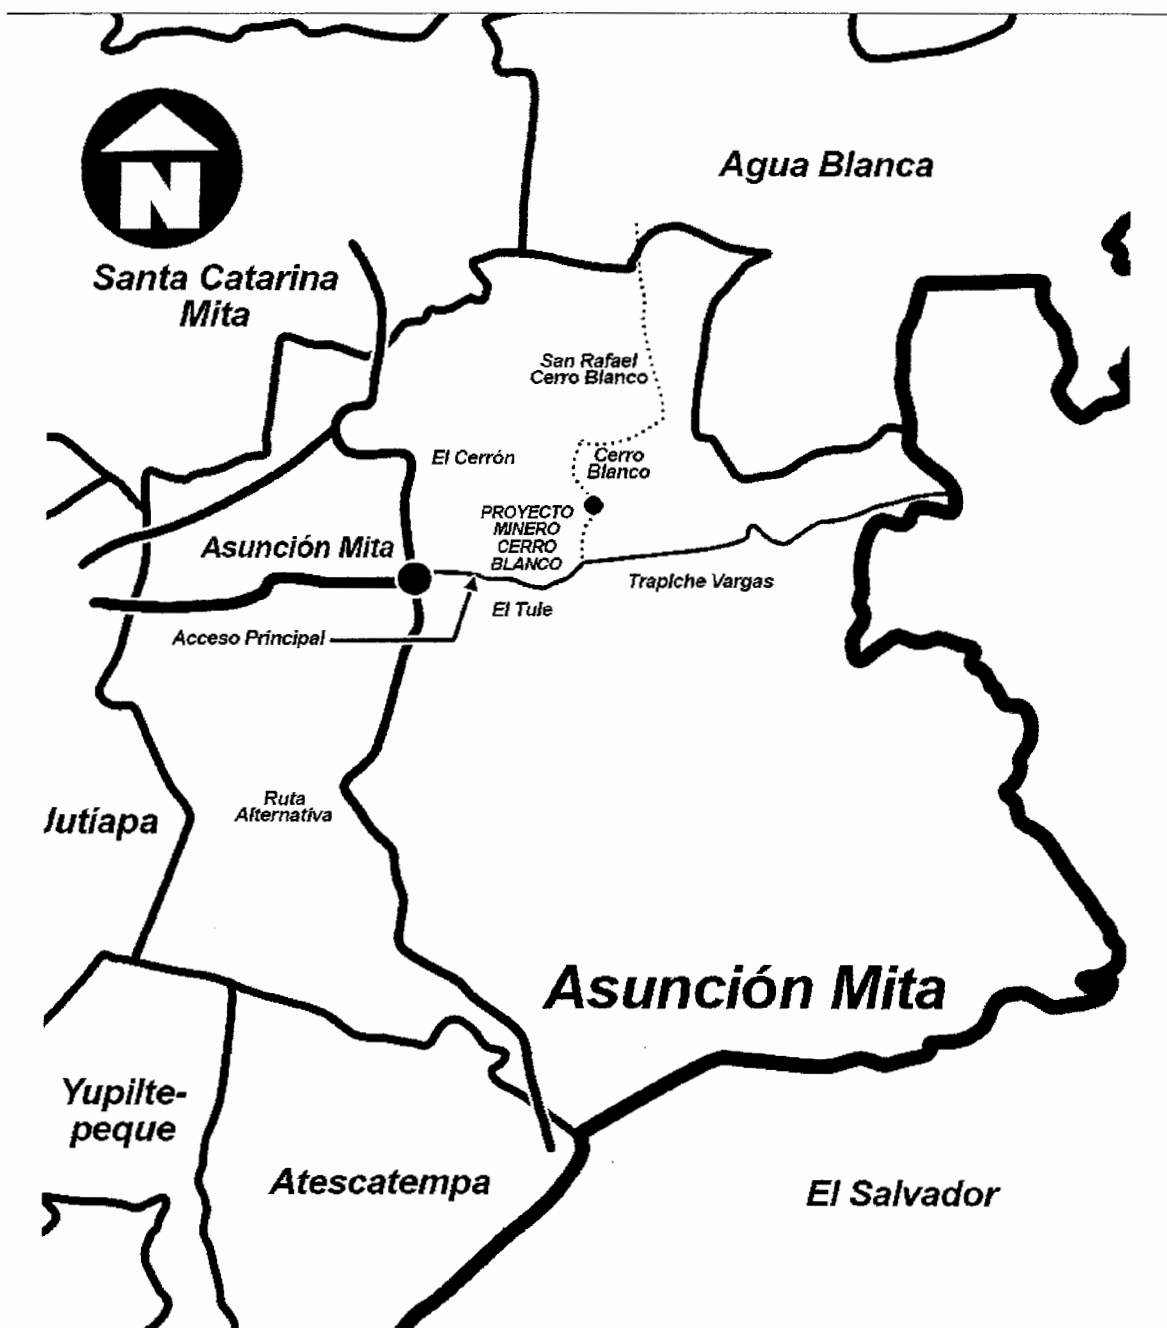 Agua Blanca
N
Santa Catarina
Mita
San Rafael
Cerro Blanco
El Cerrón
Cerro
Blanco
PROYECTO
MINERO
CERRO
BLANCO
Asunción Mita
Trapiche Vargas
El Tule
Acceso Principal
Ruta
Alternativa
Jutiapa
Asunción Mita
Yupilte-
peque
Atescatempa
El Salvador